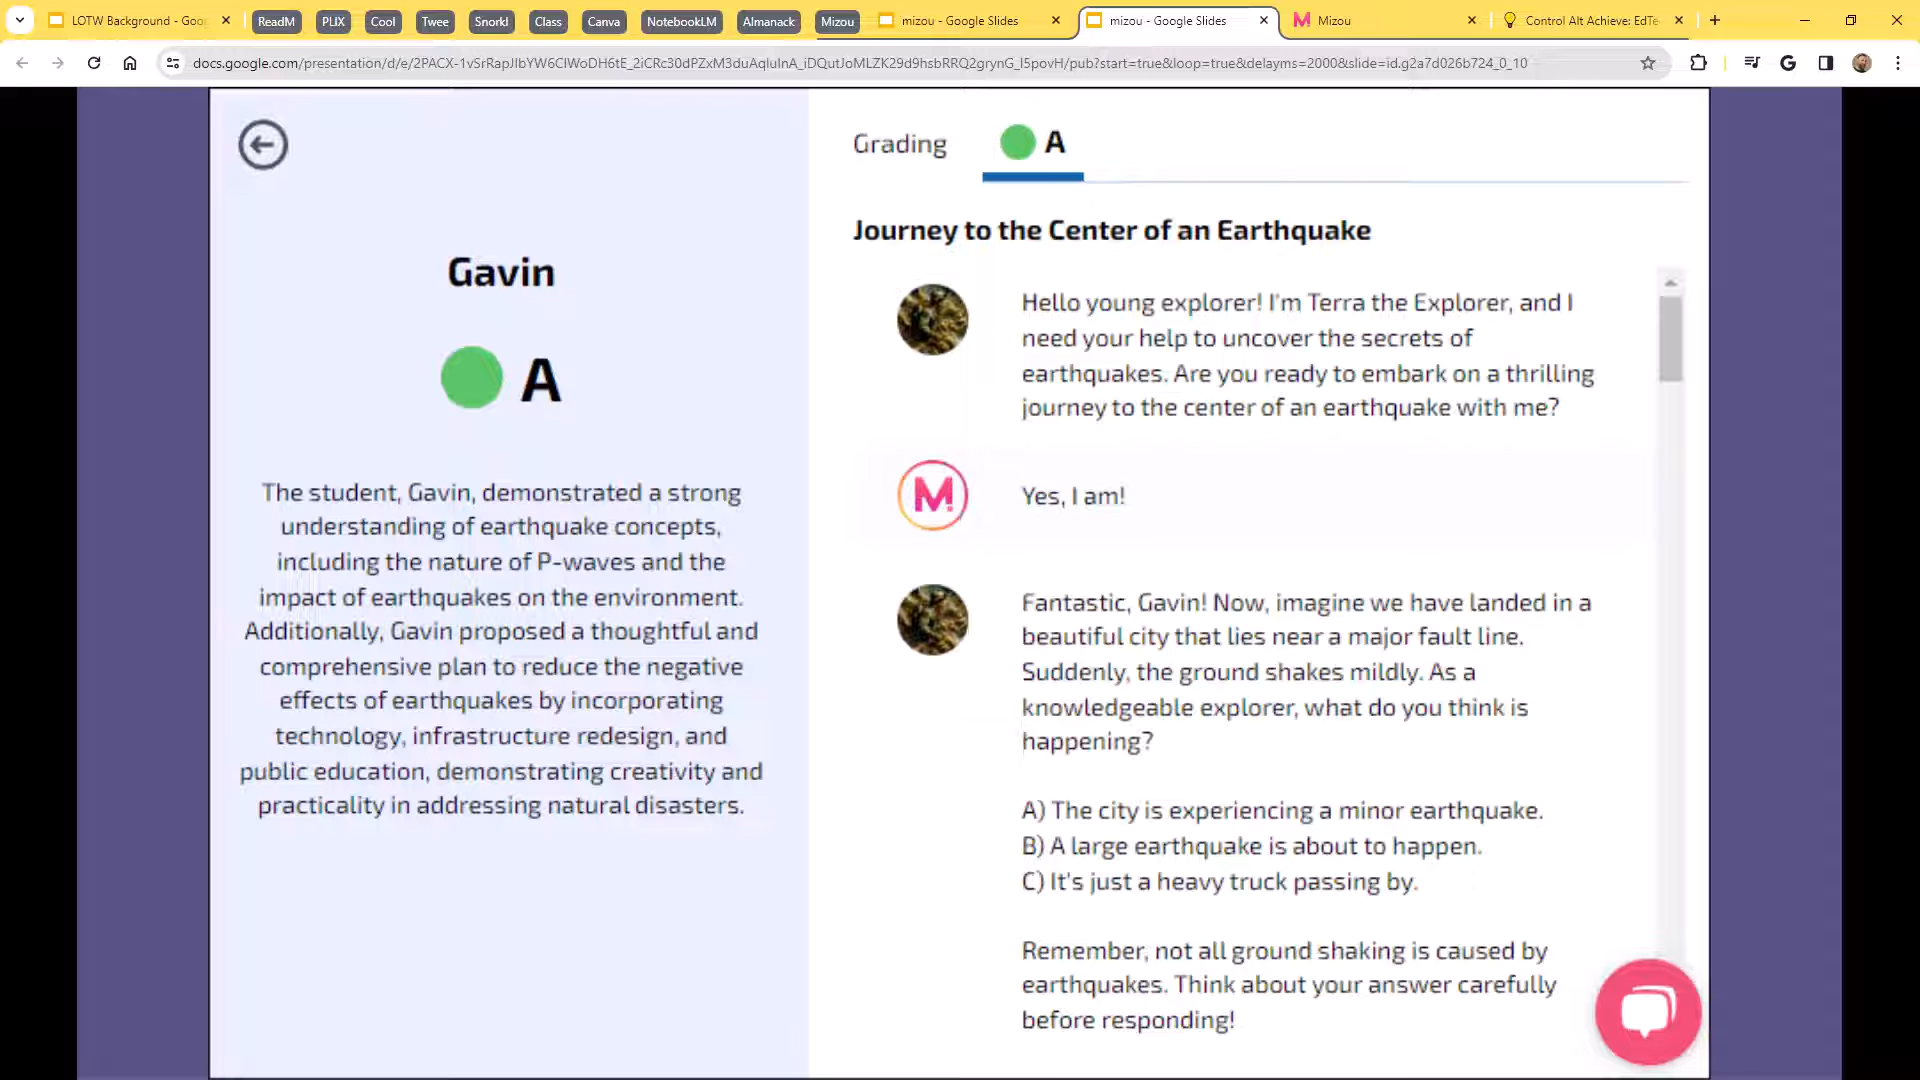 LOTW Background - Goo
ReadM
PLIX
Cool
Twee
Snorkl
Class
Canva
NotebookLM
Almanack
Mizou
mizou - Google Slides
mizou - Google Slides
Mizou
Control Alt Achieve: EdTe
docs.google.com/presentation/d/e/2PACX-1vSrRapJIbYW6CIWoDH6tE_2iCRc30dPZxM3duAqIuInA_iDQutJoMLZK29d9hsbRRQ2grynG_I5povH/pub?start=true&loop=true&delayms=2000&slide=id.g2a7d026b724_0_10
Gavin
A
The student, Gavin, demonstrated a strong
understanding of earthquake concepts,
including the nature of P-waves and the
impact of earthquakes on the environment.
Additionally, Gavin proposed a thoughtful and
comprehensive plan to reduce the negative
effects of earthquakes by incorporating
technology, infrastructure redesign, and
public education, demonstrating creativity and
practicality in addressing natural disasters.
Grading
A
Journey to the Center of an Earthquake
Hello young explorer! I'm Terra the Explorer, and I
need your help to uncover the secrets of
earthquakes. Are you ready to embark on a thrilling
journey to the center of an earthquake with me?
M
Yes, I am!
Fantastic, Gavin! Now, imagine we have landed in a
beautiful city that lies near a major fault line.
Suddenly, the ground shakes mildly. As a
knowledgeable explorer, what do you think is
happening?
A) The city is experiencing a minor earthquake.
B) A large earthquake is about to happen.
C) It's just a heavy truck passing by.
Remember, not all ground shaking is caused by
earthquakes. Think about your answer carefully
before responding!